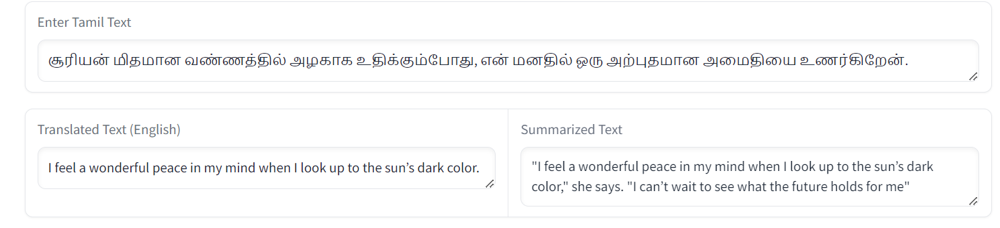 Enter Tamil Text
சூரியன் மிதமான வண்ணத்தில் அழகாக உதிக்கும்போது, என் மனதில் ஒரு அற்புதமான அமைதியை உணர்கிறேன்.
Translated Text (English)
I feel a wonderful peace in my mind when I look up to the sun’s dark color.
Summarized Text
"I feel a wonderful peace in my mind when I look up to the sun’s dark
color," she says. "I can’t wait to see what the future holds for me"